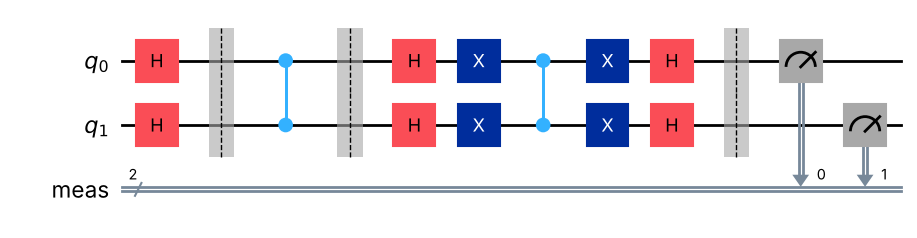 q0 H H X X H
q1 H H X X H
meas 2 0 1